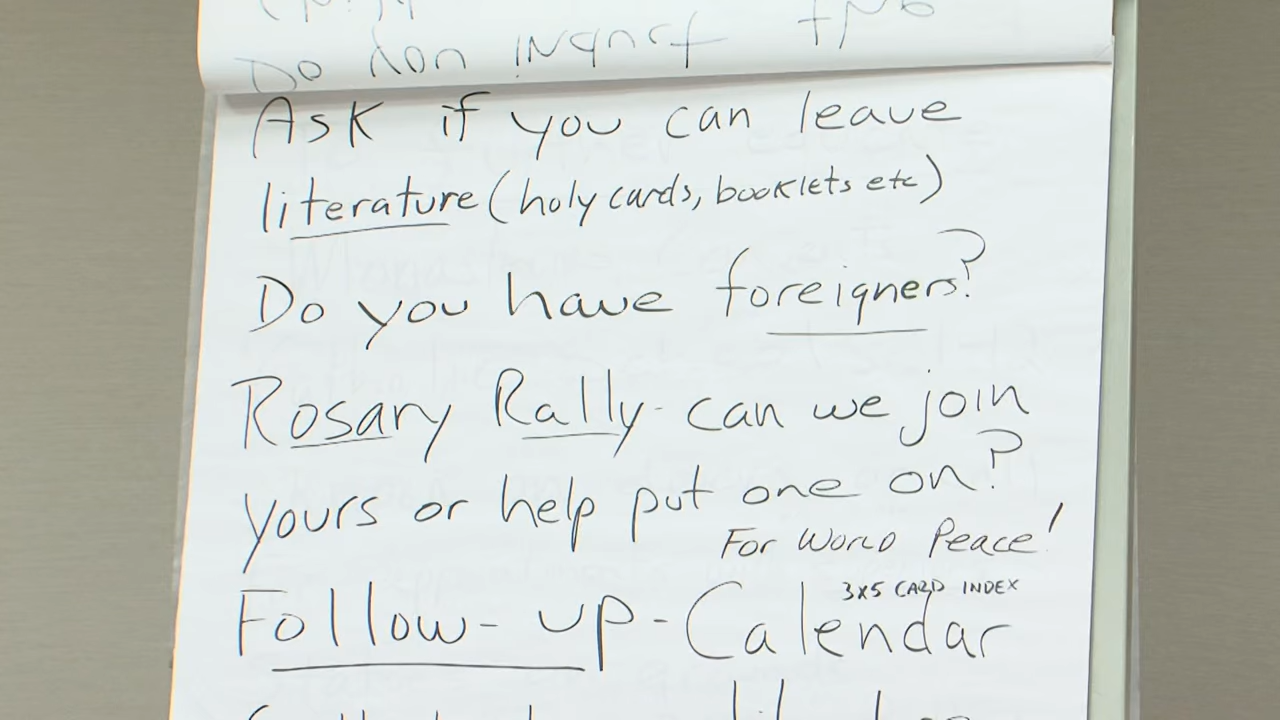 Ask if you can leave
literature (holy cards, booklets etc)
Do you have foreigners?
Rosary Rally - can we join
yours or help put one on?
For World Peace!
3x5 CARD INDEX
Follow-up - Calendar